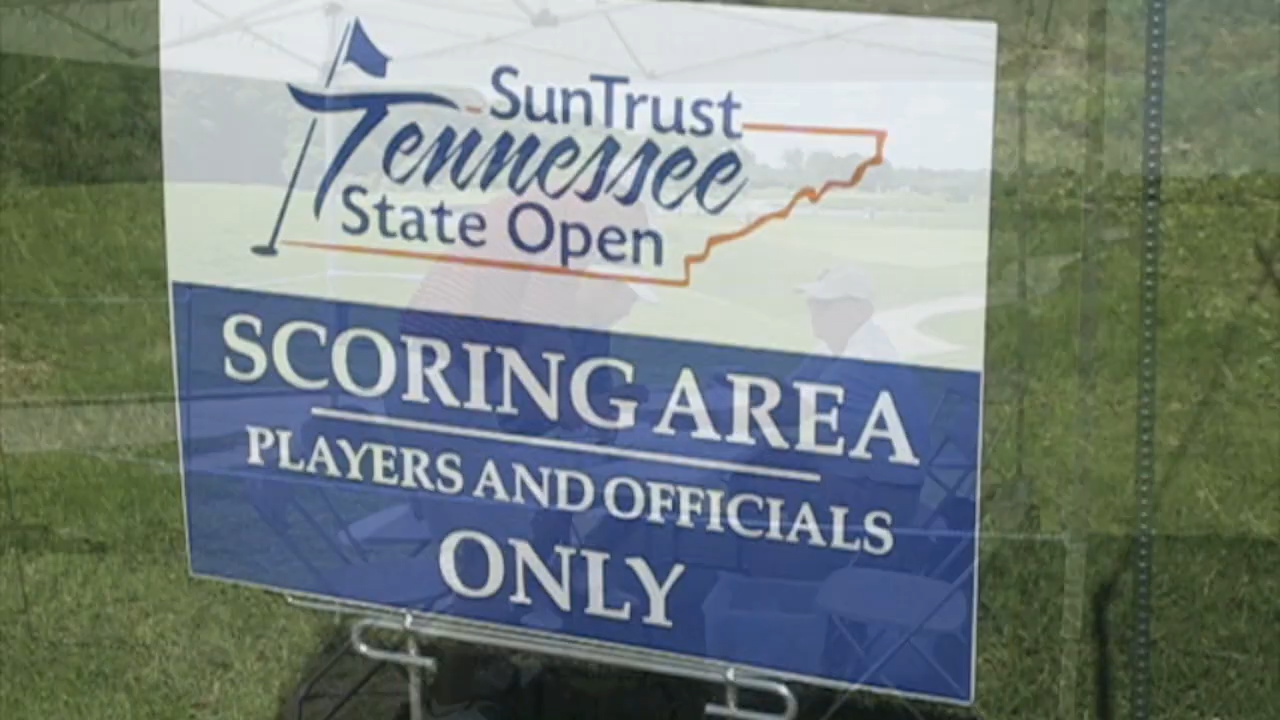 SunTrust
Tennessee
State Open
SCORING AREA
PLAYERS AND OFFICIALS
ONLY